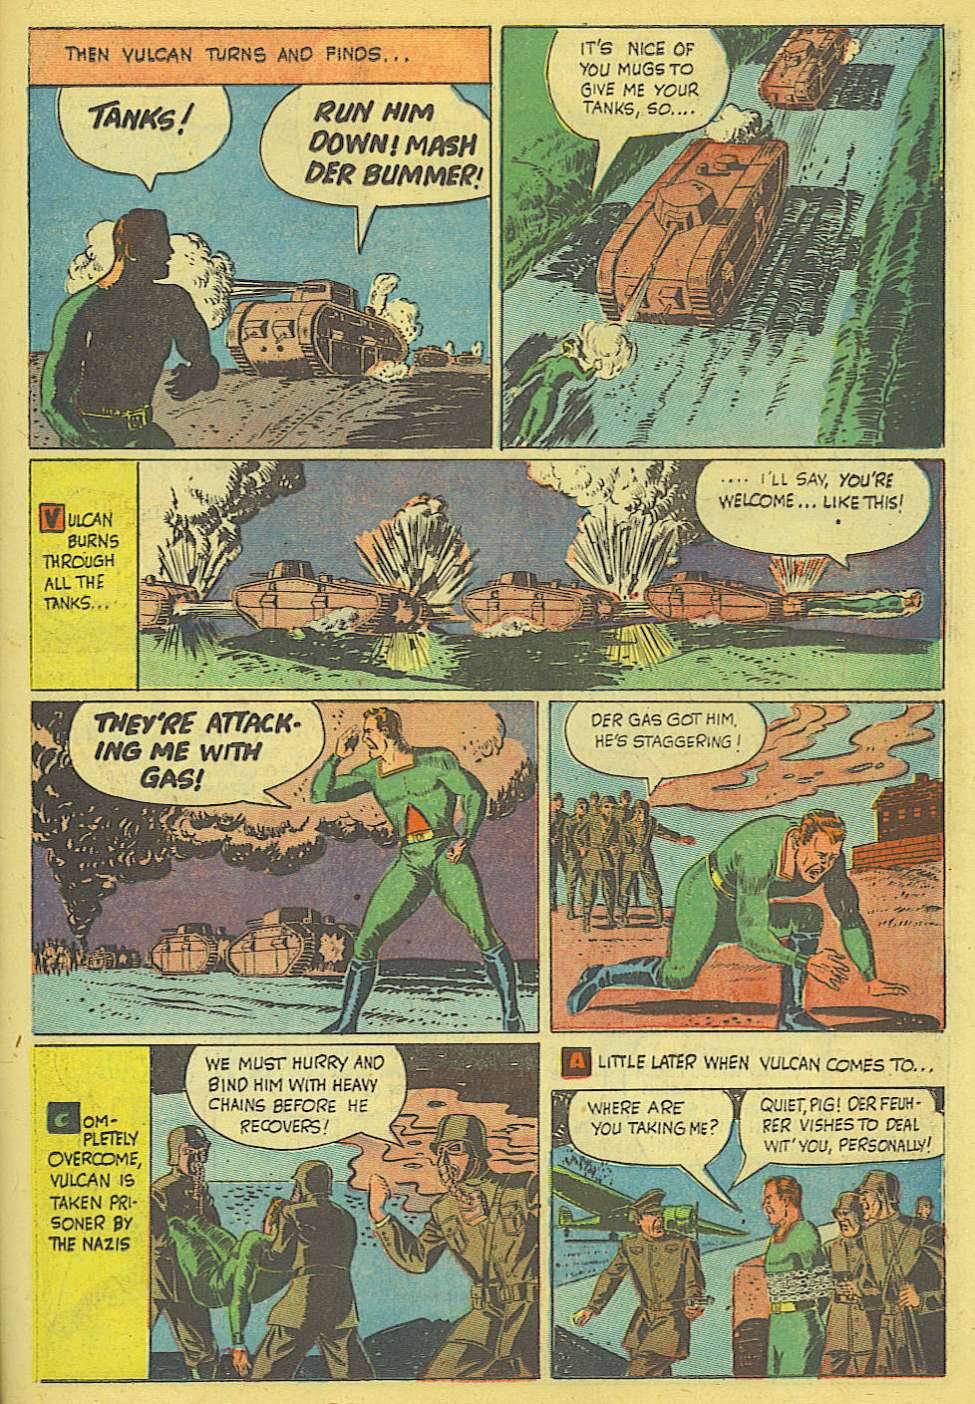 THEN VULCAN TURNS AND FINDS...
TANKS!
RUN HIM
DOWN! MASH
DER BUMMER!
IT'S NICE OF
YOU MUGS TO
GIVE ME YOUR
TANKS, SO....
VULCAN
BURNS
THROUGH
ALL THE
TANKS...
.... I'LL SAY, YOU'RE
WELCOME... LIKE THIS!
THEY'RE ATTACK-
ING ME WITH
GAS!
DER GAS GOT HIM,
HE'S STAGGERING!
COM-
PLETELY
OVERCOME,
VULCAN IS
TAKEN PRI-
SONER BY
THE NAZIS
WE MUST HURRY AND
BIND HIM WITH HEAVY
CHAINS BEFORE HE
RECOVERS!
A LITTLE LATER WHEN VULCAN COMES TO...
WHERE ARE
YOU TAKING ME?
QUIET, PIG! DER FEUH-
RER VISHES TO DEAL
WIT' YOU, PERSONALLY!